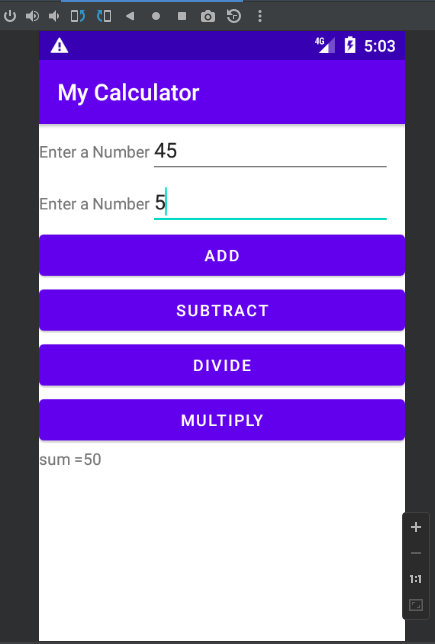 4G 5:03
My Calculator
Enter a Number 45
Enter a Number 5
ADD
SUBTRACT
DIVIDE
MULTIPLY
sum =50
1:1